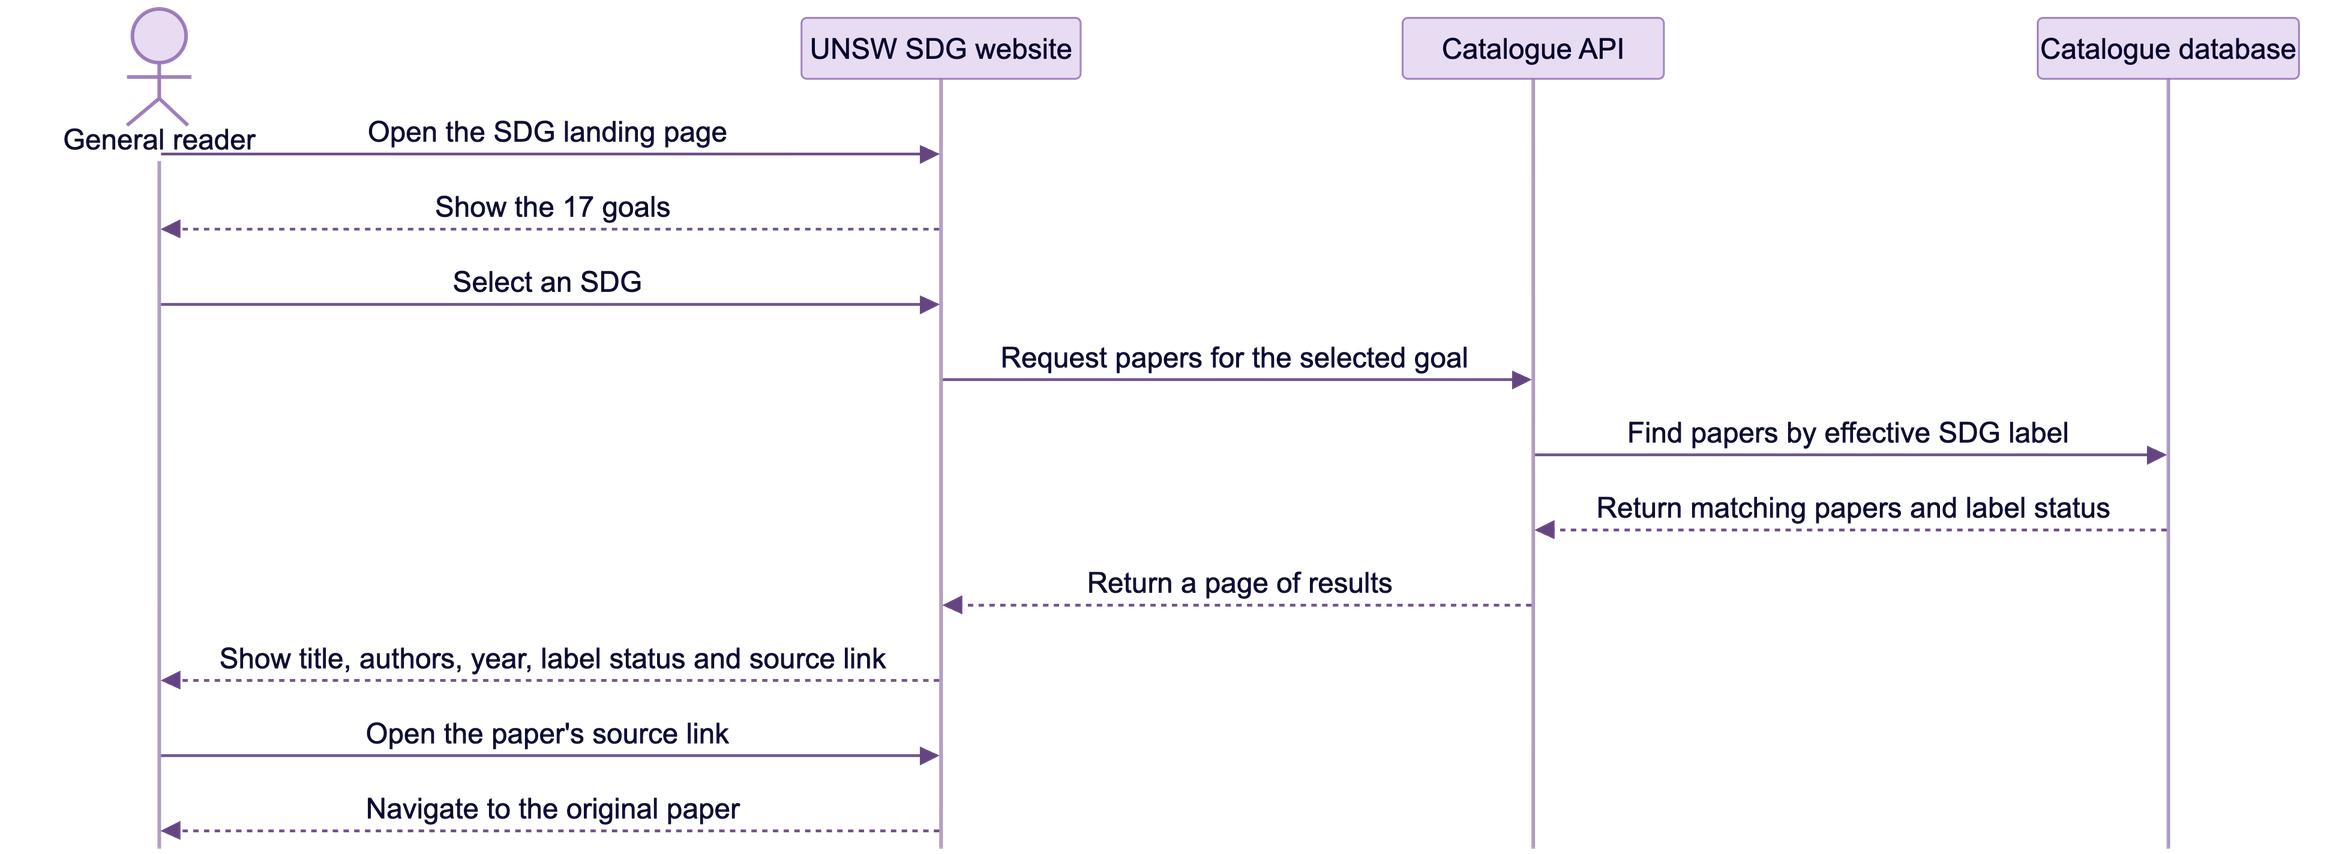 UNSW SDG website
Catalogue API
Catalogue database
General reader
Open the SDG landing page
Show the 17 goals
Select an SDG
Request papers for the selected goal
Find papers by effective SDG label
Return matching papers and label status
Return a page of results
Show title, authors, year, label status and source link
Open the paper's source link
Navigate to the original paper